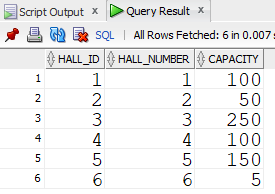 Script Output x Query Result x
SQL | All Rows Fetched: 6 in 0.007 s
HALL_ID HALL_NUMBER CAPACITY
1 1 1 100
2 2 2 50
3 3 3 250
4 4 4 100
5 5 5 150
6 6 6 5